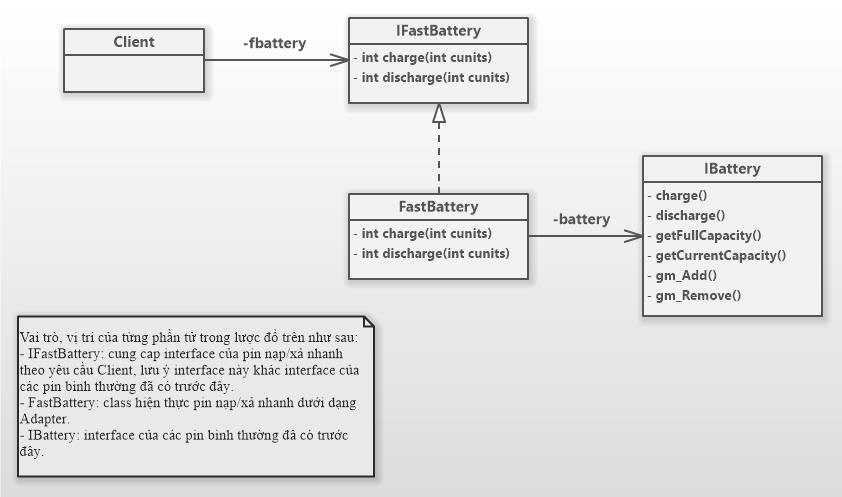 Client
-fbattery
IFastBattery
- int charge(int cunits)
- int discharge(int cunits)
FastBattery
- int charge(int cunits)
- int discharge(int cunits)
-battery
IBattery
- charge()
- discharge()
- getFullCapacity()
- getCurrentCapacity()
- gm_Add()
- gm_Remove()
Vai trò, vị trí của từng phần tử trong lược đồ trên như sau:
- IFastBattery: cung cap interface của pin nạp/xả nhanh
theo yêu cầu Client, lưu ý interface này khác interface của
các pin bình thường đã có trước đây.
- FastBattery: class hiện thực pin nạp/xả nhanh dưới dạng
Adapter.
- IBattery: interface của các pin bình thường đã có trước
đây.